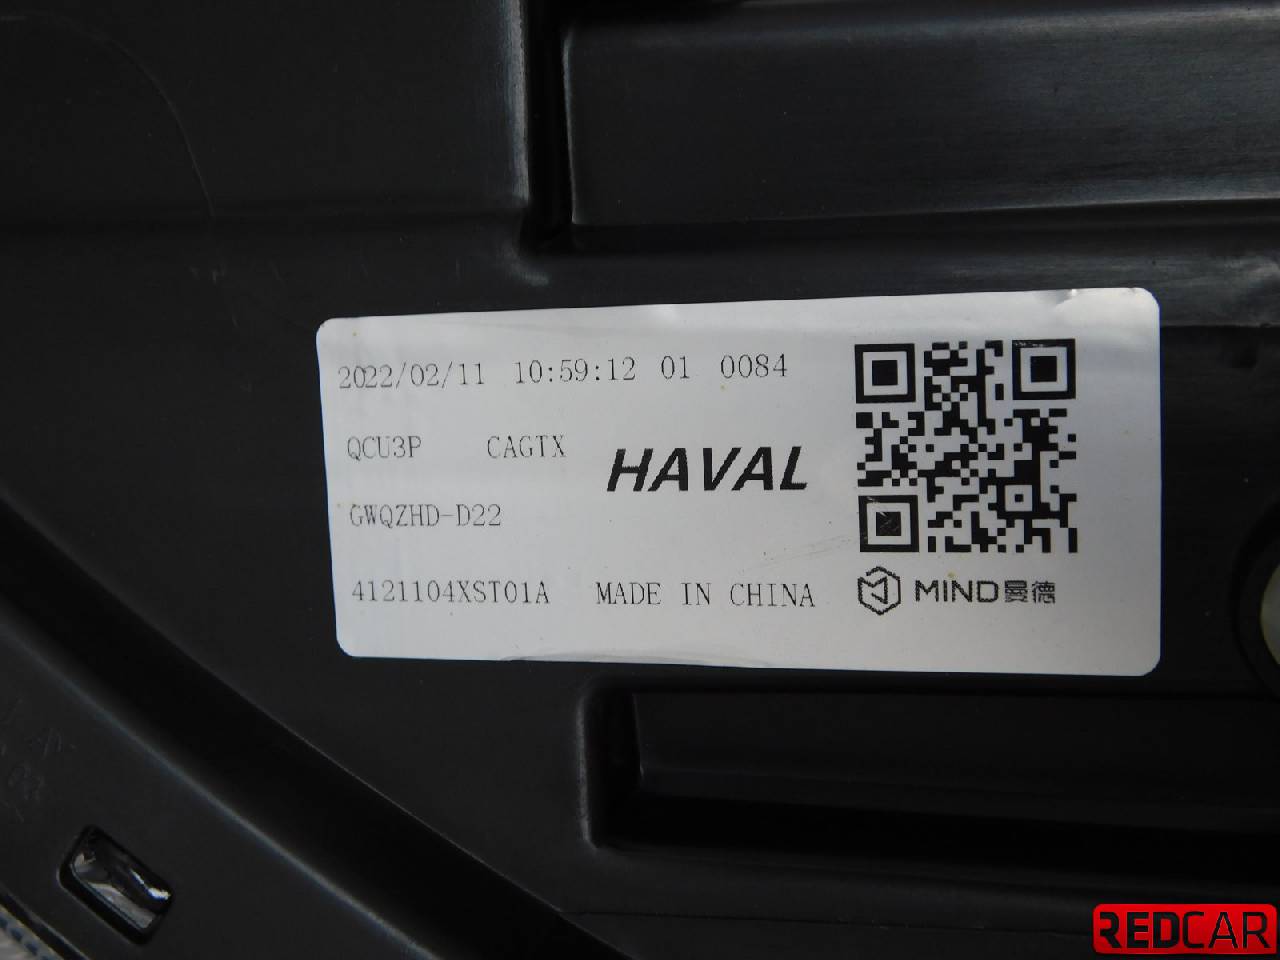 2022/02/11 10:59:12 01 0084
QCU3P CAGTX
HAVAL
GWQZHD-D22
4121104XST01A MADE IN CHINA
MIND曼德
REDCAR